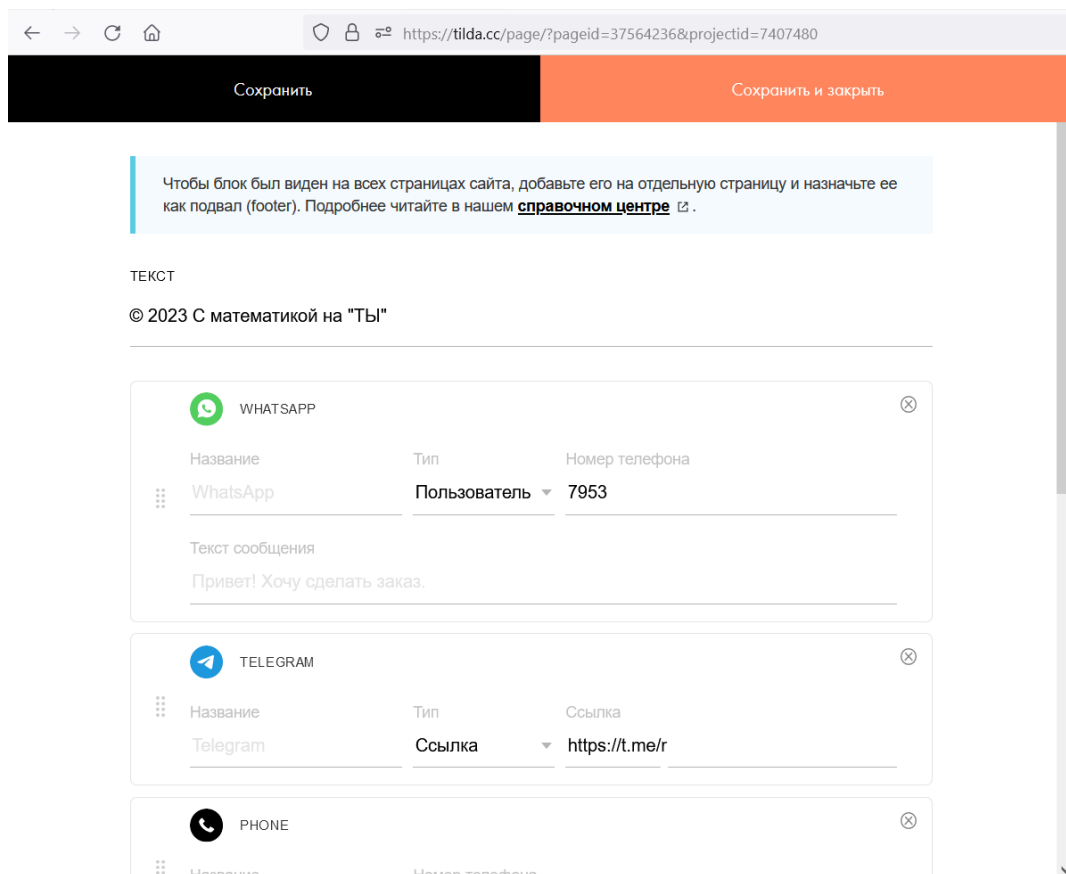 https://tilda.cc/page/?pageid=37564236&projectid=7407480
Сохранить
Сохранить и закрыть
Чтобы блок был виден на всех страницах сайта, добавьте его на отдельную страницу и назначьте ее
как подвал (footer). Подробнее читайте в нашем справочном центре .
ТЕКСТ
© 2023 С математикой на "ТЫ"
WHATSAPP
Название Тип Номер телефона
WhatsApp Пользователь 7953
Текст сообщения
Привет! Хочу сделать заказ.
TELEGRAM
Название Тип Ссылка
Telegram Ссылка https://t.me/r
PHONE
Название Номер телефона